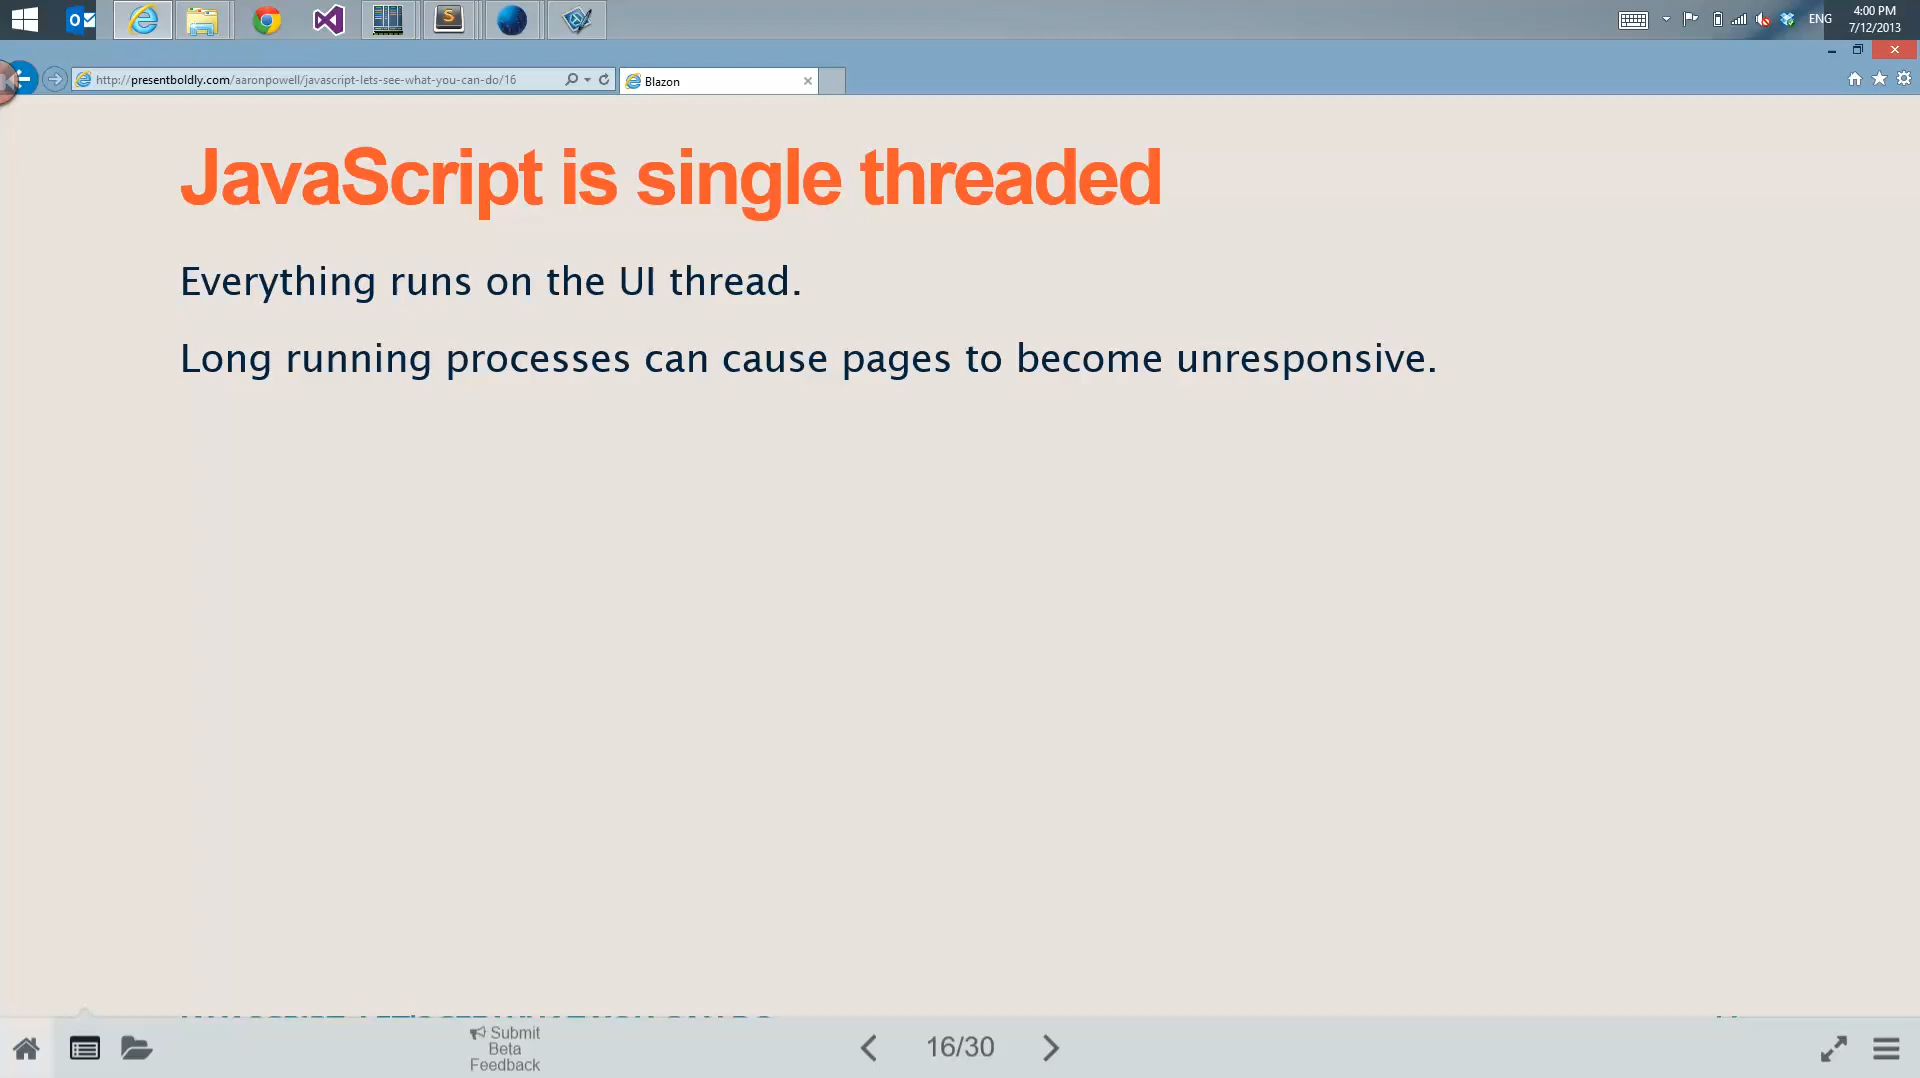 ENG
4:00 PM
7/12/2013
http://presentboldly.com/aaronpowell/javascript-lets-see-what-you-can-do/16
Blazon
JavaScript is single threaded
Everything runs on the UI thread.
Long running processes can cause pages to become unresponsive.
Submit
Beta
Feedback
16/30